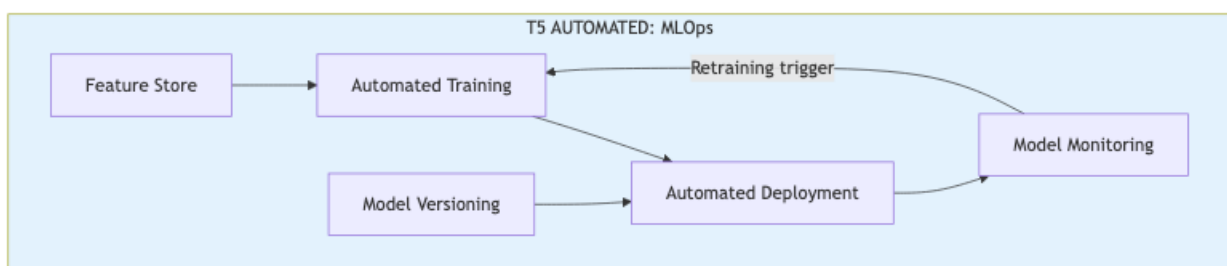 T5 AUTOMATED: MLOps
Feature Store
Automated Training
Retraining trigger
Model Monitoring
Model Versioning
Automated Deployment